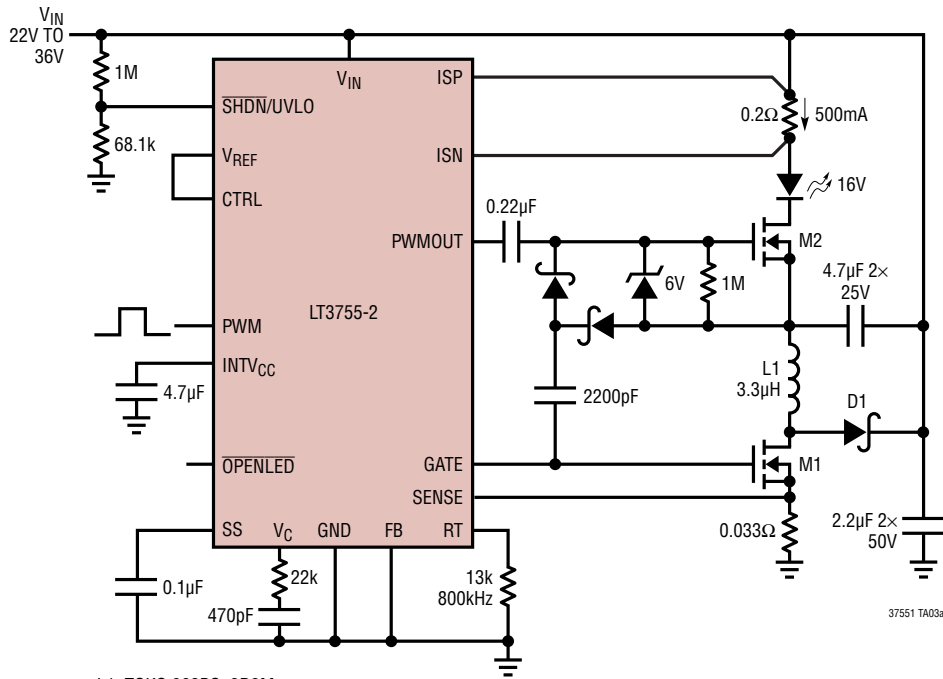 VIN
22V TO
36V
1M
68.1k
SHDN/UVLO
VREF
CTRL
PWM
INTVCC
4.7µF
OPENLED
SS
0.1µF
VC
22k
470pF
GND
FB
RT
13k
800kHz
VIN
LT3755-2
ISP
ISN
PWMOUT
GATE
SENSE
0.22µF
2200pF
6V
1M
0.2Ω
500mA
16V
M2
4.7µF 2×
25V
L1
3.3µH
D1
M1
0.033Ω
2.2µF 2×
50V
37551 TA03a